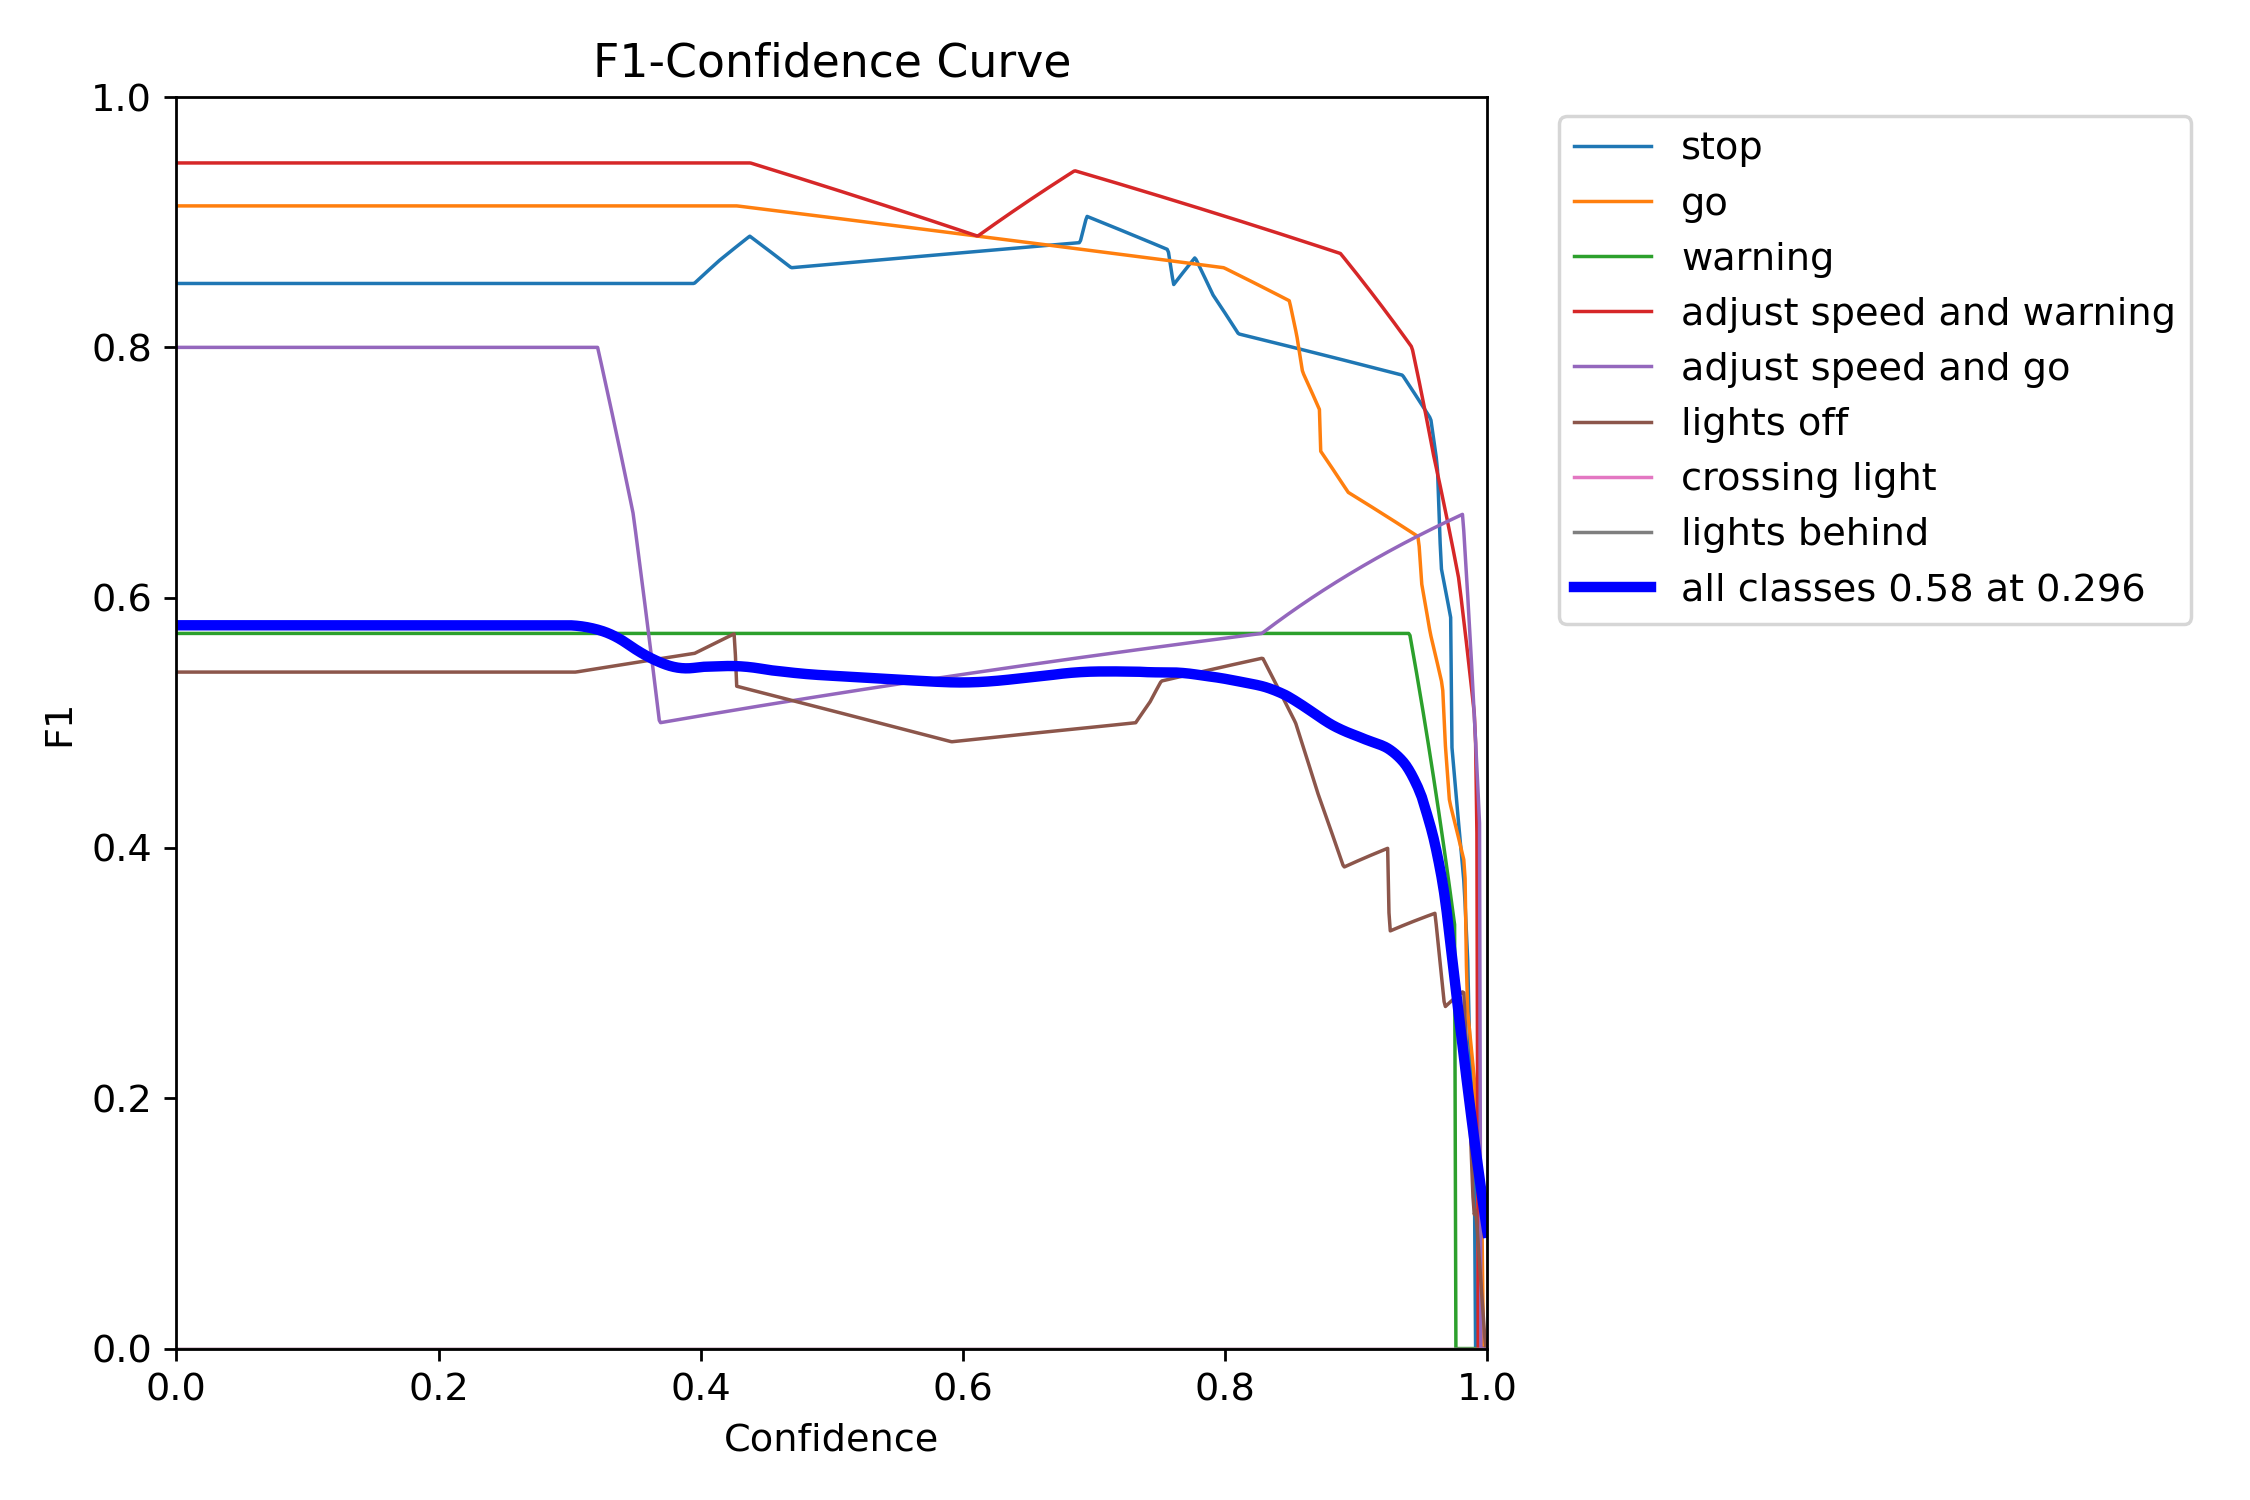 F1-Confidence Curve
1.0
0.8
0.6
0.4
0.2
0.0
F1
0.0 0.2 0.4 0.6 0.8 1.0
Confidence
stop
go
warning
adjust speed and warning
adjust speed and go
lights off
crossing light
lights behind
all classes 0.58 at 0.296